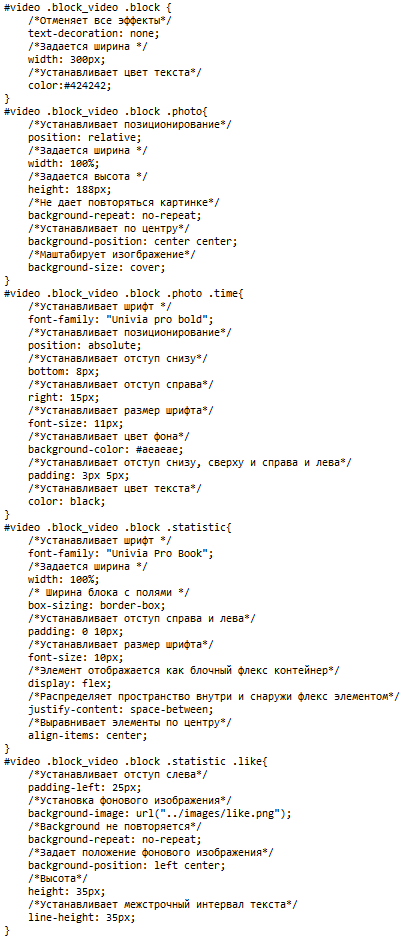 #video .block_video .block {
/*Отменяет все эффекты*/
text-decoration: none;
/*Задается ширина */
width: 300px;
/*Устанавливает цвет текста*/
color:#424242;
}
#video .block_video .block .photo{
/*Устанавливает позиционирование*/
position: relative;
/*Задается ширина */
width: 100%;
/*Задается высота */
height: 188px;
/*Не дает повторяться картинке*/
background-repeat: no-repeat;
/*Устанавливает по центру*/
background-position: center center;
/*Маштабирует изогбражение*/
background-size: cover;
}
#video .block_video .block .photo .time{
/*Устанавливает шрифт */
font-family: "Univia pro bold";
/*Устанавливает позиционирование*/
position: absolute;
/*Устанавливает отступ снизу*/
bottom: 8px;
/*Устанавливает отступ справа*/
right: 15px;
/*Устанавливает размер шрифта*/
font-size: 11px;
/*Устанавливает цвет фона*/
background-color: #aeaeae;
/*Устанавливает отступ снизу, сверху и справа и лева*/
padding: 3px 5px;
/*Устанавливает цвет текста*/
color: black;
}
#video .block_video .block .statistic{
/*Устанавливает шрифт */
font-family: "Univia Pro Book";
/*Задается ширина */
width: 100%;
/* Ширина блока с полями */
box-sizing: border-box;
/*Устанавливает отступ справа и лева*/
padding: 0 10px;
/*Устанавливает размер шрифта*/
font-size: 10px;
/*Элемент отображается как блочный флекс контейнер*/
display: flex;
/*Распределяет пространство внутри и снаружи флекс элементом*/
justify-content: space-between;
/*Выравнивает элементы по центру*/
align-items: center;
}
#video .block_video .block .statistic .like{
/*Устанавливает отступ слева*/
padding-left: 25px;
/*Установка фонового изображения*/
background-image: url("../images/like.png");
/*Background не повторяется*/
background-repeat: no-repeat;
/*Задает положение фонового изображения*/
background-position: left center;
/*Высота*/
height: 35px;
/*Устанавливает межстрочный интервал текста*/
line-height: 35px;
}